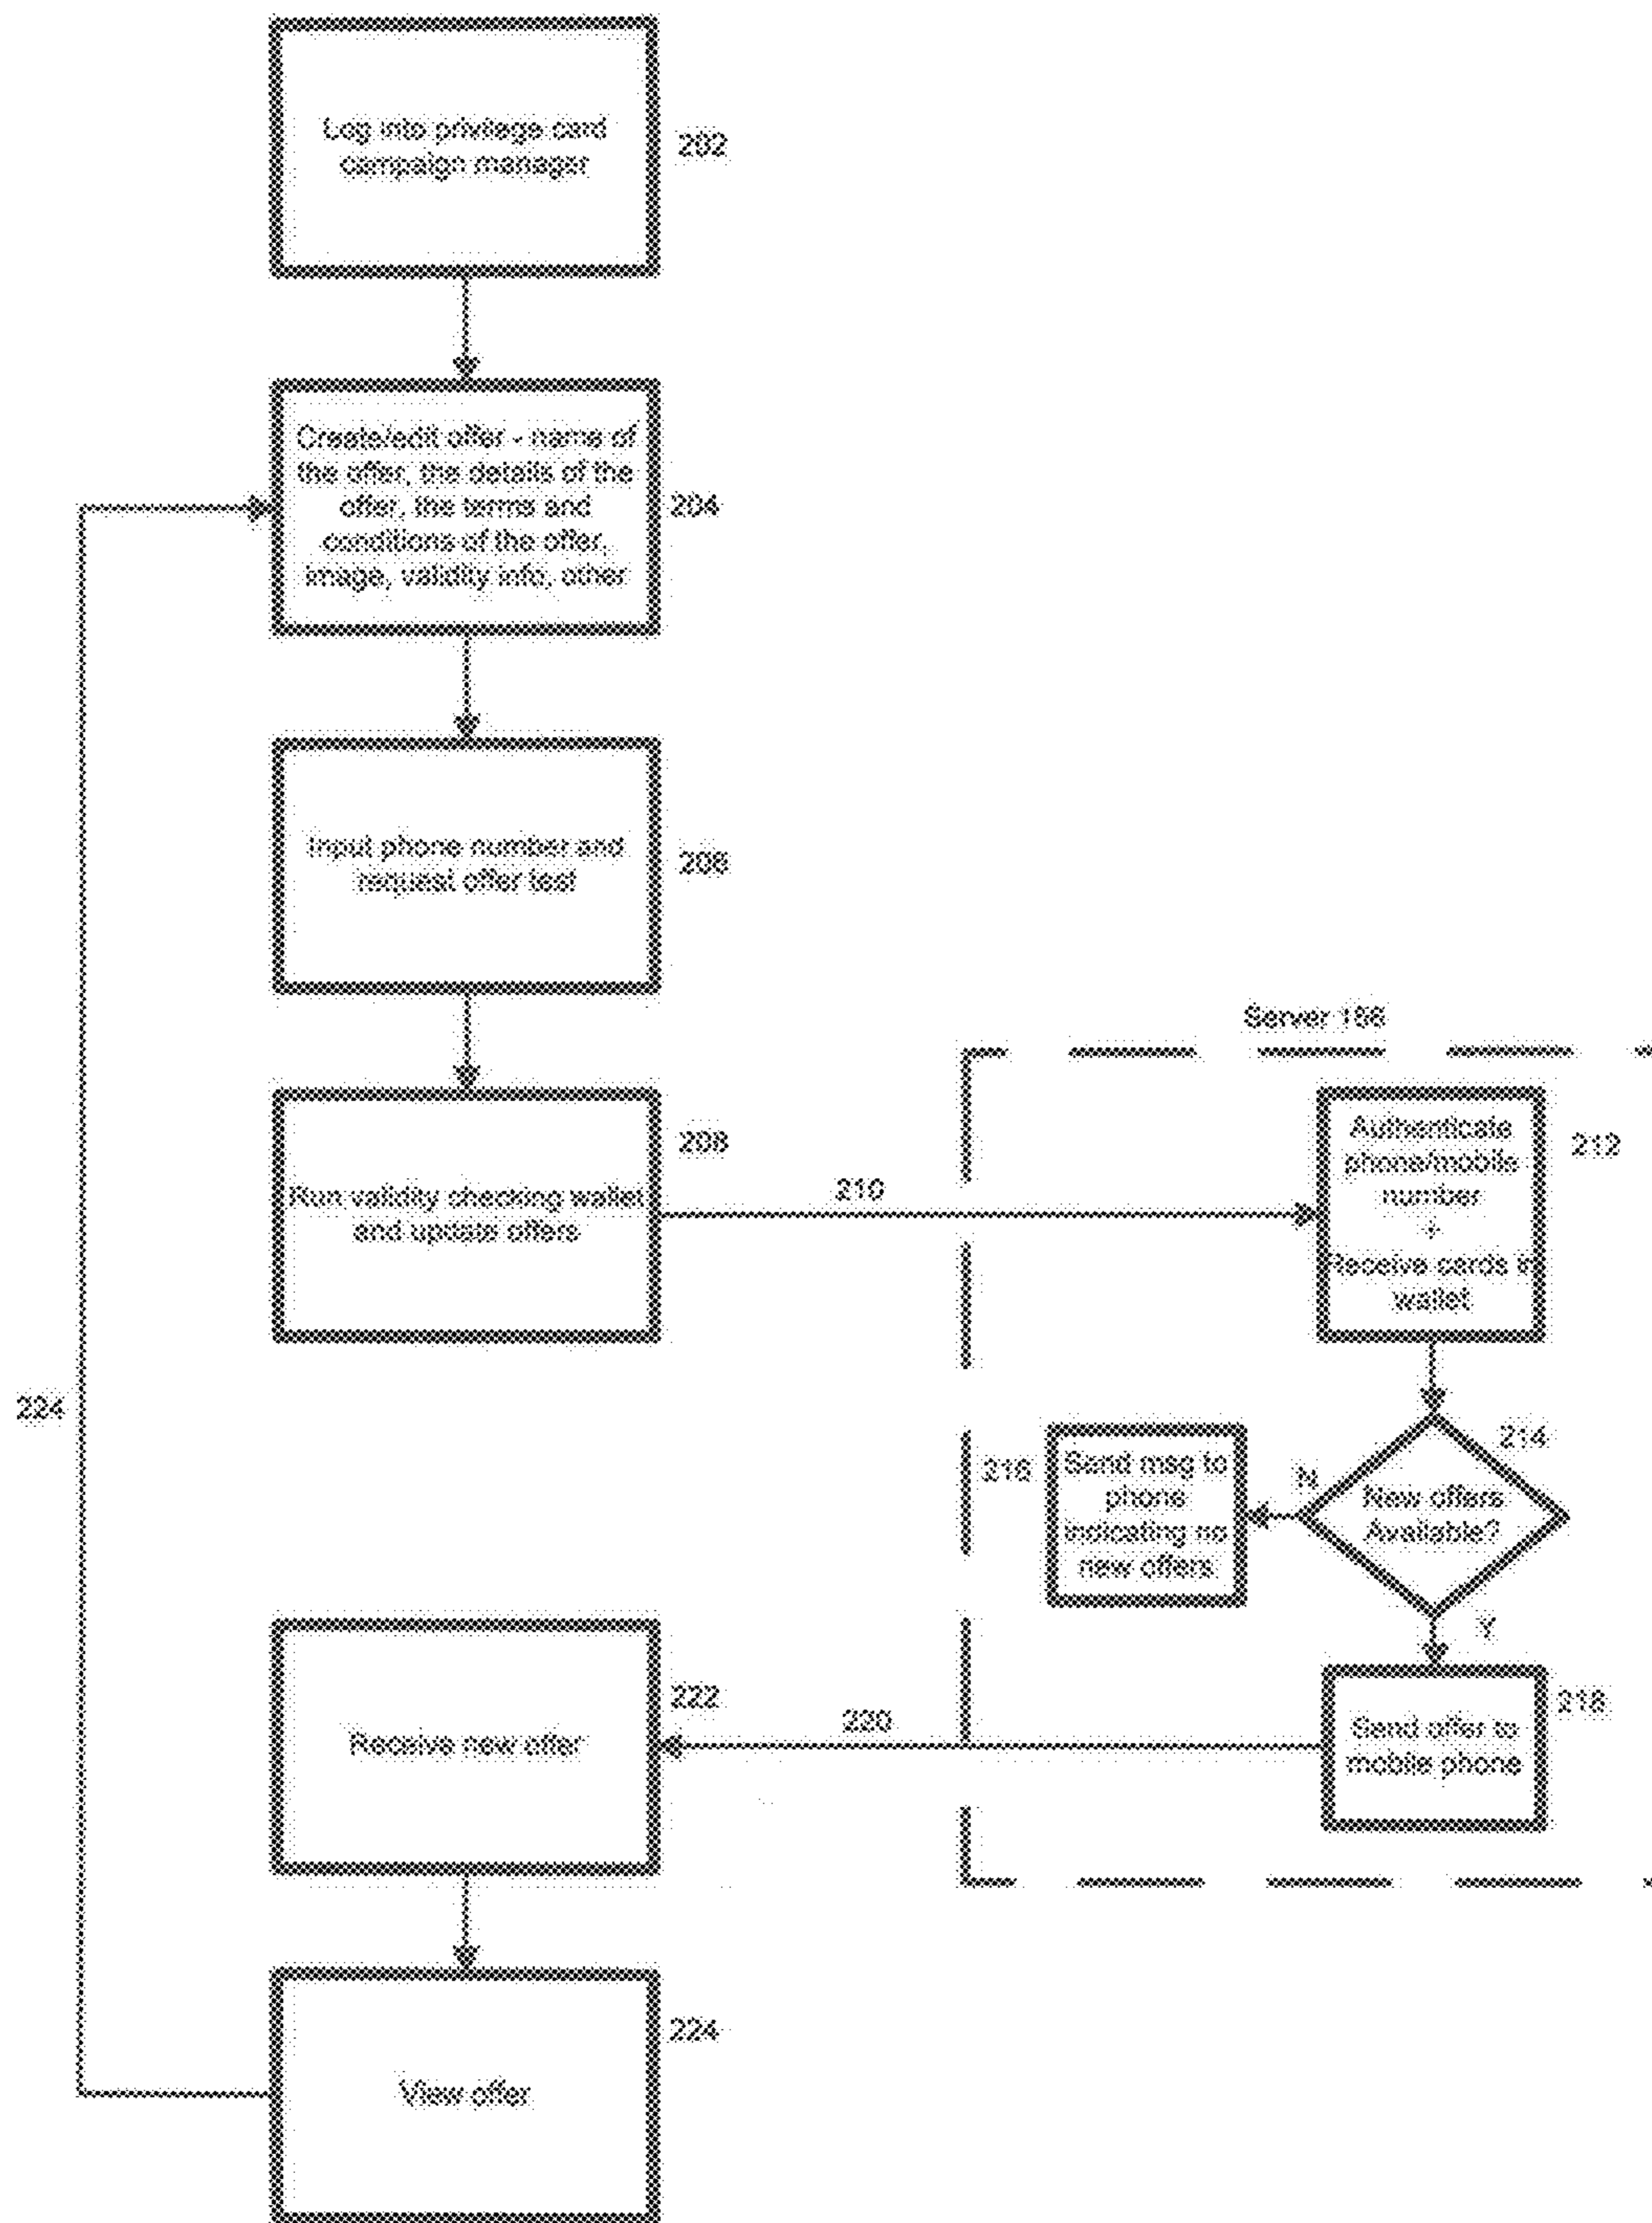 Log into privilege card
campaign manager
202
Create/edit offer - name of
the offer, the details of the
offer, the terms and
conditions of the offer,
image, validity info, other
204
Input phone number and
request offer test
206
Server 166
Run validity checking wallet
and update offers
208
210
Authenticate
phone/mobile
number
+
Receive cards in
wallet
212
224
214
New offers
Available?
N
Y
216
Send msg to
phone
indicating no
new offers
218
Send offer to
mobile phone
220
222
Receive new offer
224
View offer